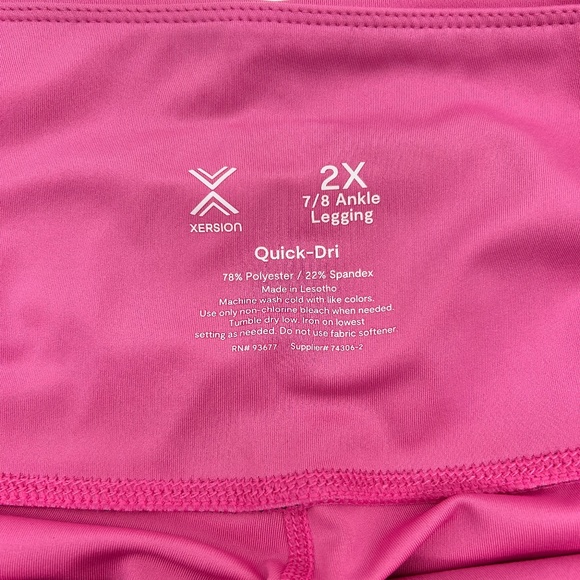 XERSION
2X
7/8 Ankle
Legging
Quick-Dri
78% Polyester / 22% Spandex
Made in Lesotho
Machine wash cold with like colors.
Use only non-chlorine bleach when needed.
Tumble dry low. Iron on lowest
setting as needed. Do not use fabric softener.
RN# 93677 Supplier# 74306-2